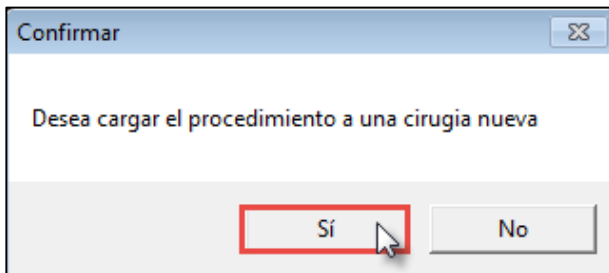 Confirmar
Desea cargar el procedimiento a una cirugia nueva
Sí
No